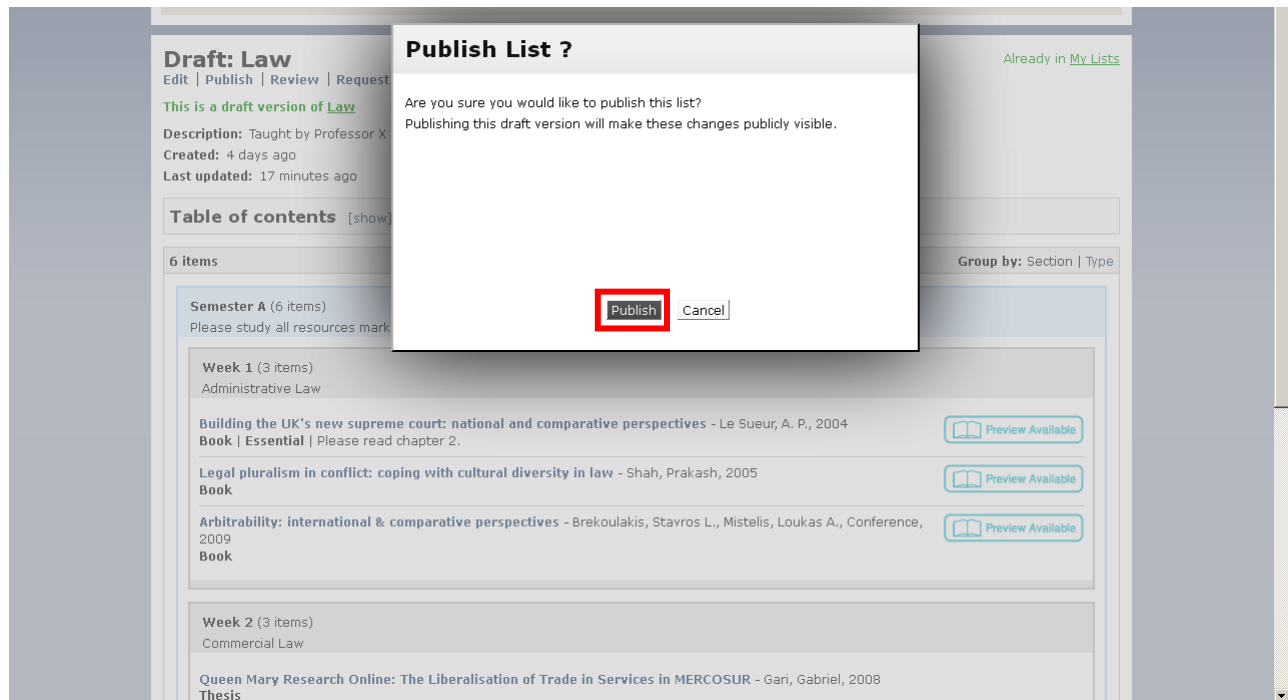 Draft: Law
Already in My Lists
Edit | Publish | Review | Request
This is a draft version of Law
Description: Taught by Professor X
Created: 4 days ago
Last updated: 17 minutes ago
Publish List ?
Are you sure you would like to publish this list?
Publishing this draft version will make these changes publicly visible.
Publish Cancel
Table of contents [show]
6 items
Group by: Section | Type
Semester A (6 items)
Please study all resources mark
Week 1 (3 items)
Administrative Law
Building the UK's new supreme court: national and comparative perspectives - Le Sueur, A. P., 2004
Book | Essential | Please read chapter 2.
Preview Available
Legal pluralism in conflict: coping with cultural diversity in law - Shah, Prakash, 2005
Book
Preview Available
Arbitrability: international & comparative perspectives - Brekoulakis, Stavros L., Mistelis, Loukas A., Conference,
2009
Book
Preview Available
Week 2 (3 items)
Commercial Law
Queen Mary Research Online: The Liberalisation of Trade in Services in MERCOSUR - Gari, Gabriel, 2008
Thesis